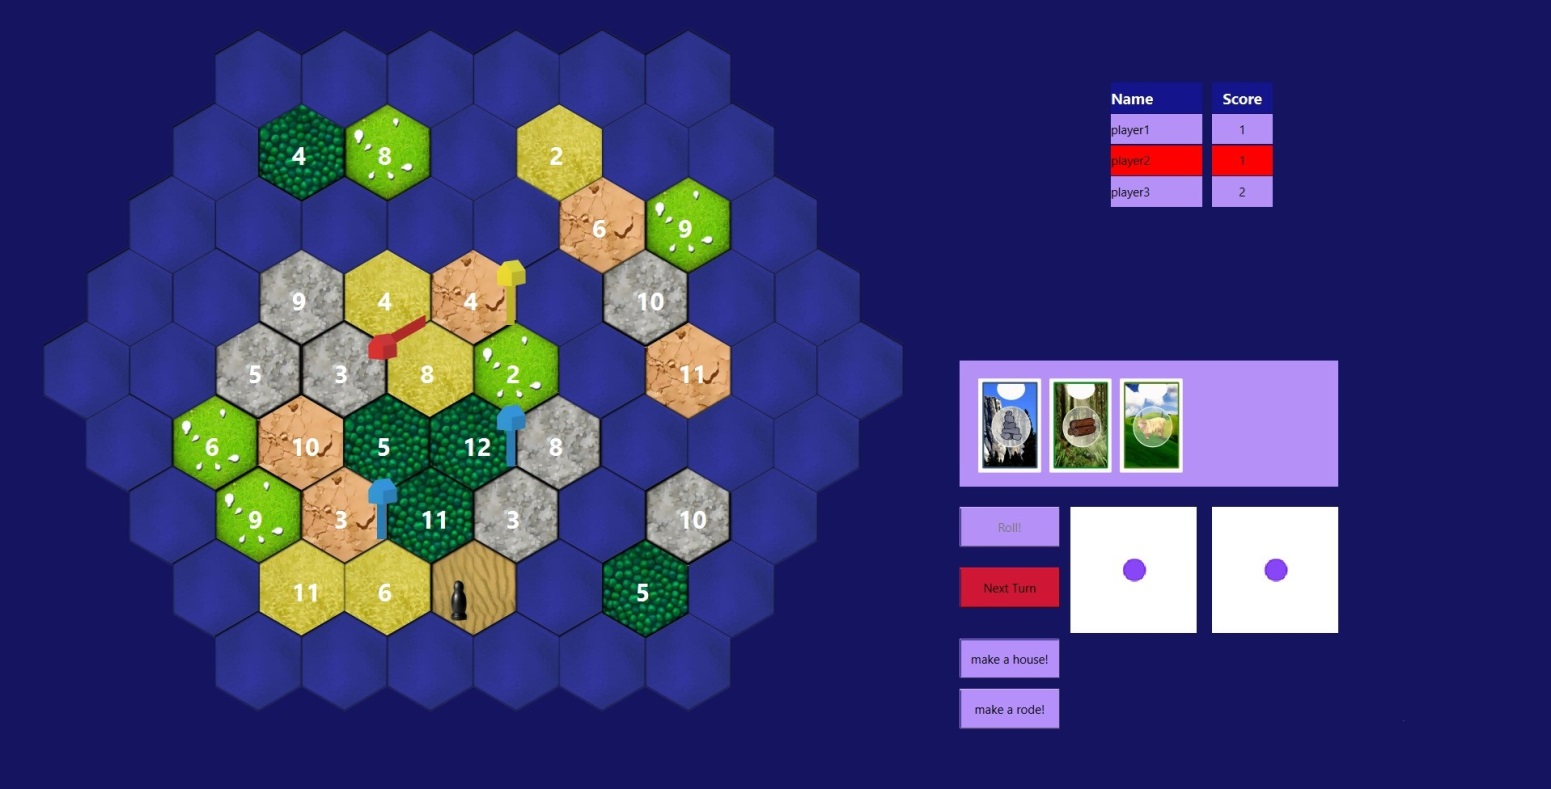 4 8 2
6 9
9 4 4 10
5 3 8 2 11
6 10 5 12 8
9 3 11 3 10
11 6 5
Name Score
player1 1
player2 1
player3 2
Roll!
Next Turn
make a house!
make a rode!